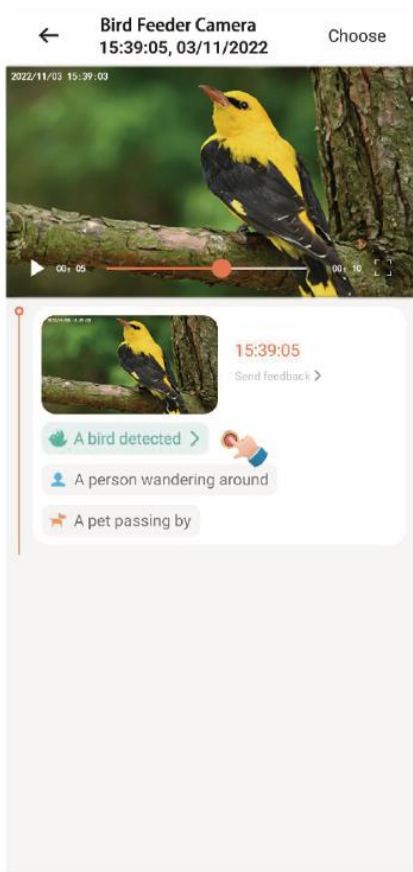 Bird Feeder Camera
15:39:05, 03/11/2022
Choose
2022/11/03 15:39:03
00: 05
00: 10
15:39:05
Send feedback >
A bird detected >
A person wandering around
A pet passing by